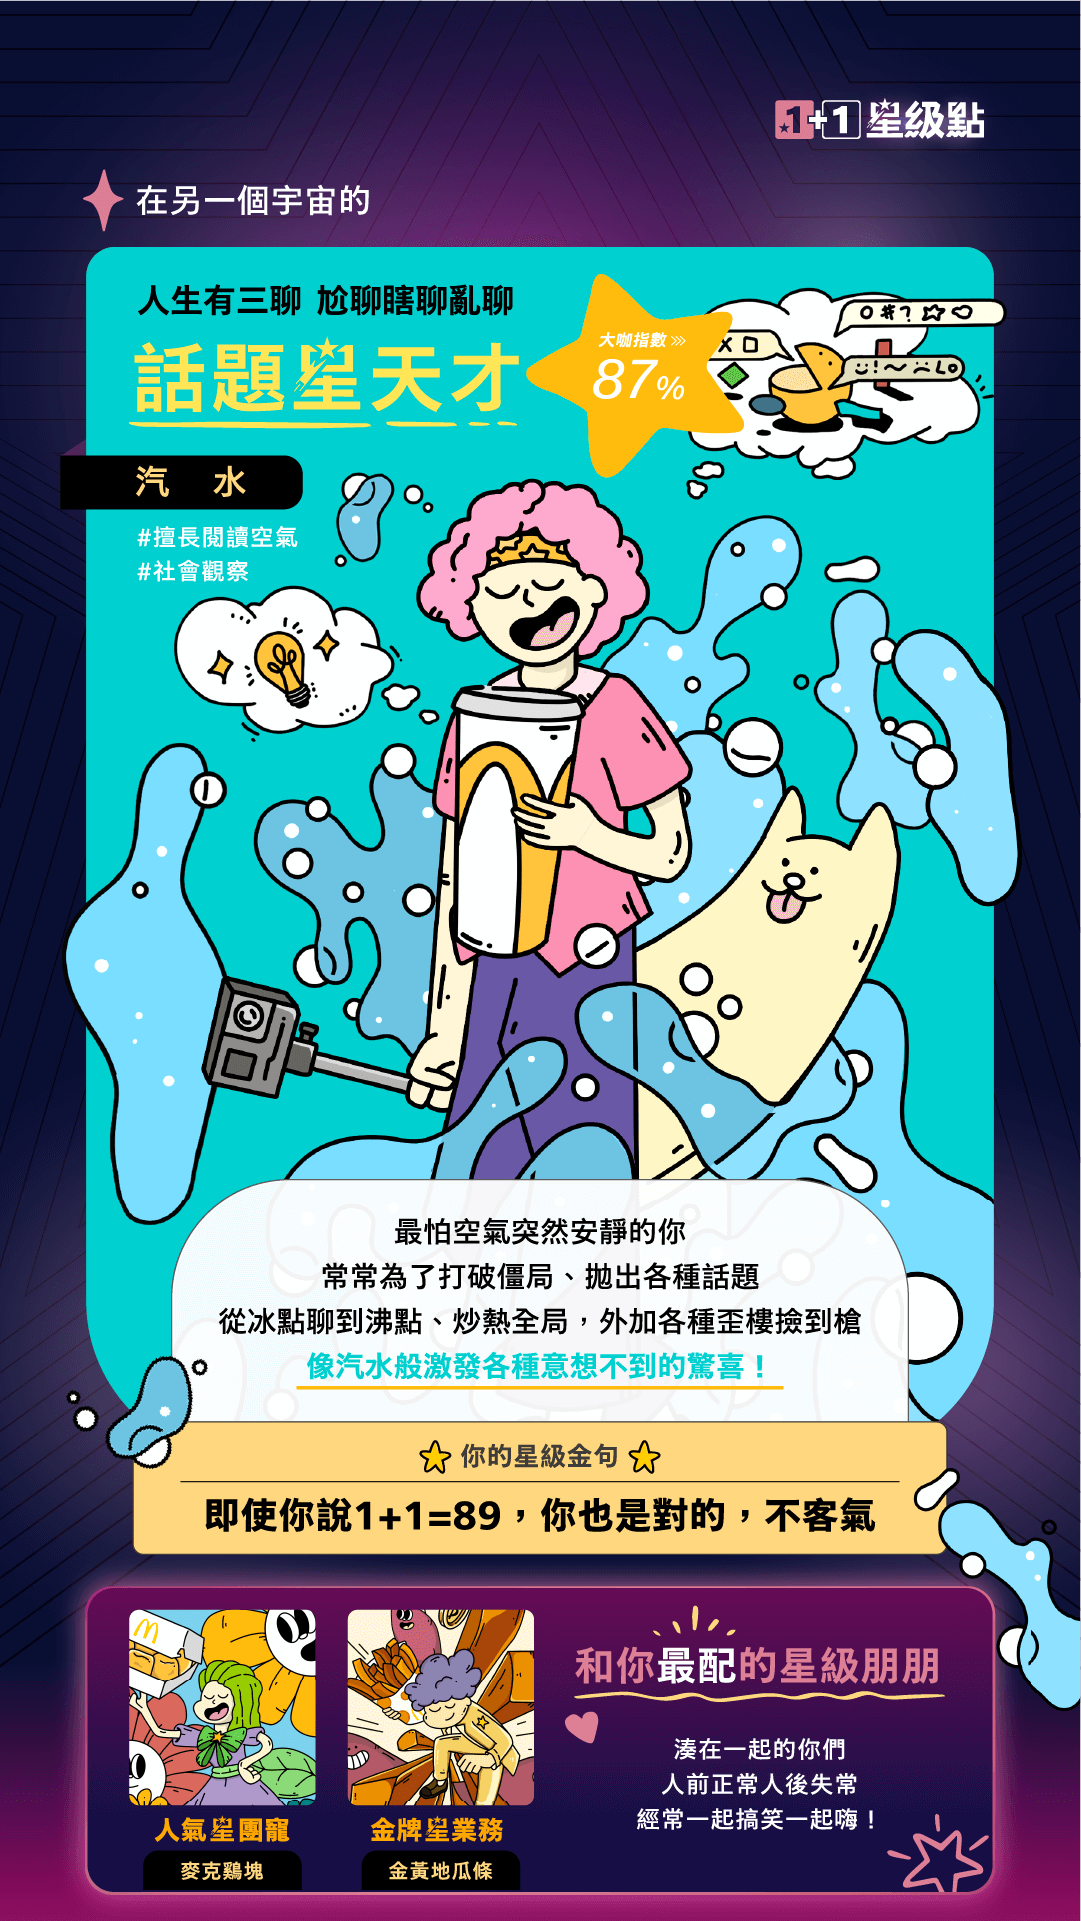 1+1 星級點
在另一個宇宙的
人生有三聊 尬聊瞎聊亂聊
話題星天才
大咖指數 >>>
87%
汽水
#擅長閱讀空氣
#社會觀察
最怕空氣突然安靜的你
常常為了打破僵局、拋出各種話題
從冰點聊到沸點、炒熱全局，外加各種歪樓撿到槍
像汽水般激發各種意想不到的驚喜！
你的星級金句
即使你說1+1=89，你也是對的，不客氣
和你最配的星級朋朋
湊在一起的你們
人前正常人後失常
經常一起搞笑一起嗨！
人氣星團寵
麥克鷄塊
金牌星業務
金黃地瓜條